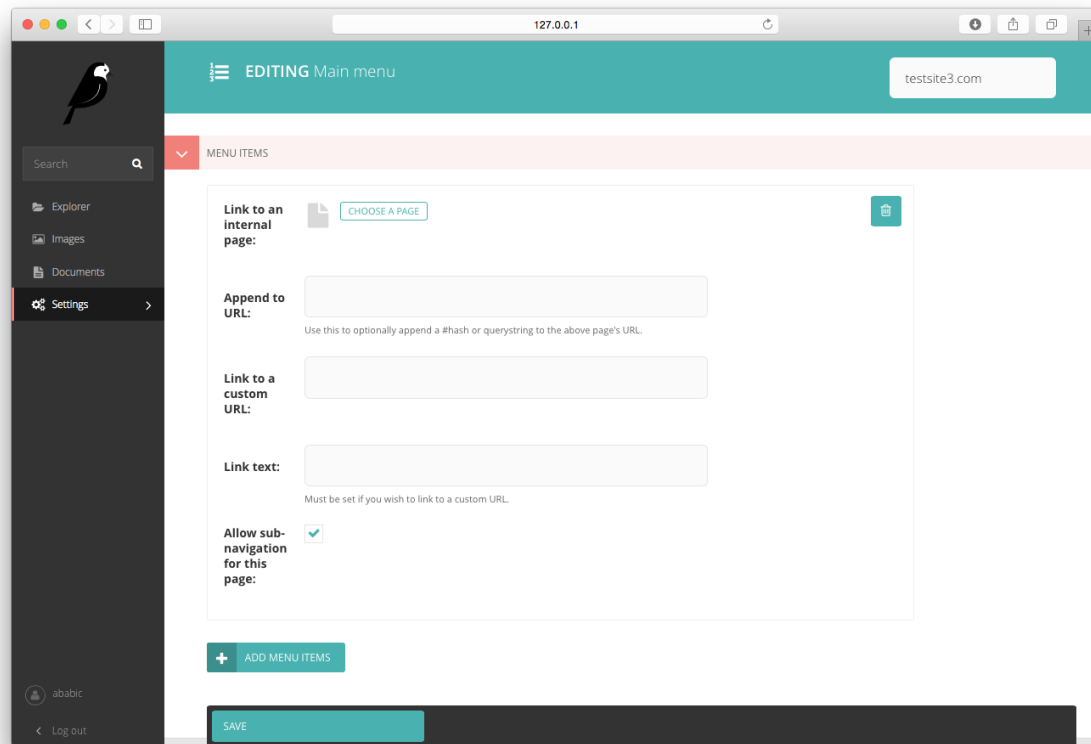 127.0.0.1
EDITING Main menu
testsite3.com
Search
Explorer
Images
Documents
Settings
ababic
Log out
MENU ITEMS
Link to an
internal
page:
CHOOSE A PAGE
Append to
URL:
Use this to optionally append a #hash or querystring to the above page's URL.
Link to a
custom
URL:
Link text:
Must be set if you wish to link to a custom URL.
Allow sub-
navigation
for this
page:
ADD MENU ITEMS
SAVE